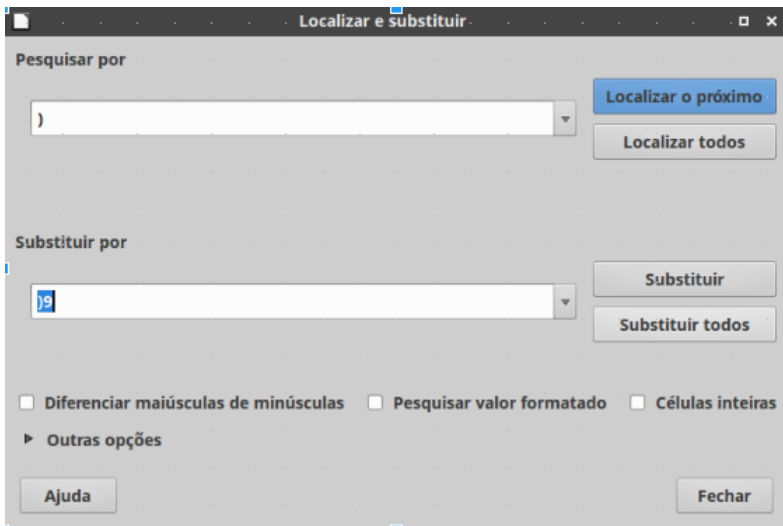 Localizar e substituir
Pesquisar por
)
Localizar o próximo
Localizar todos
Substituir por
)9
Substituir
Substituir todos
Diferenciar maiúsculas de minúsculas Pesquisar valor formatado Células inteiras
Outras opções
Ajuda Fechar